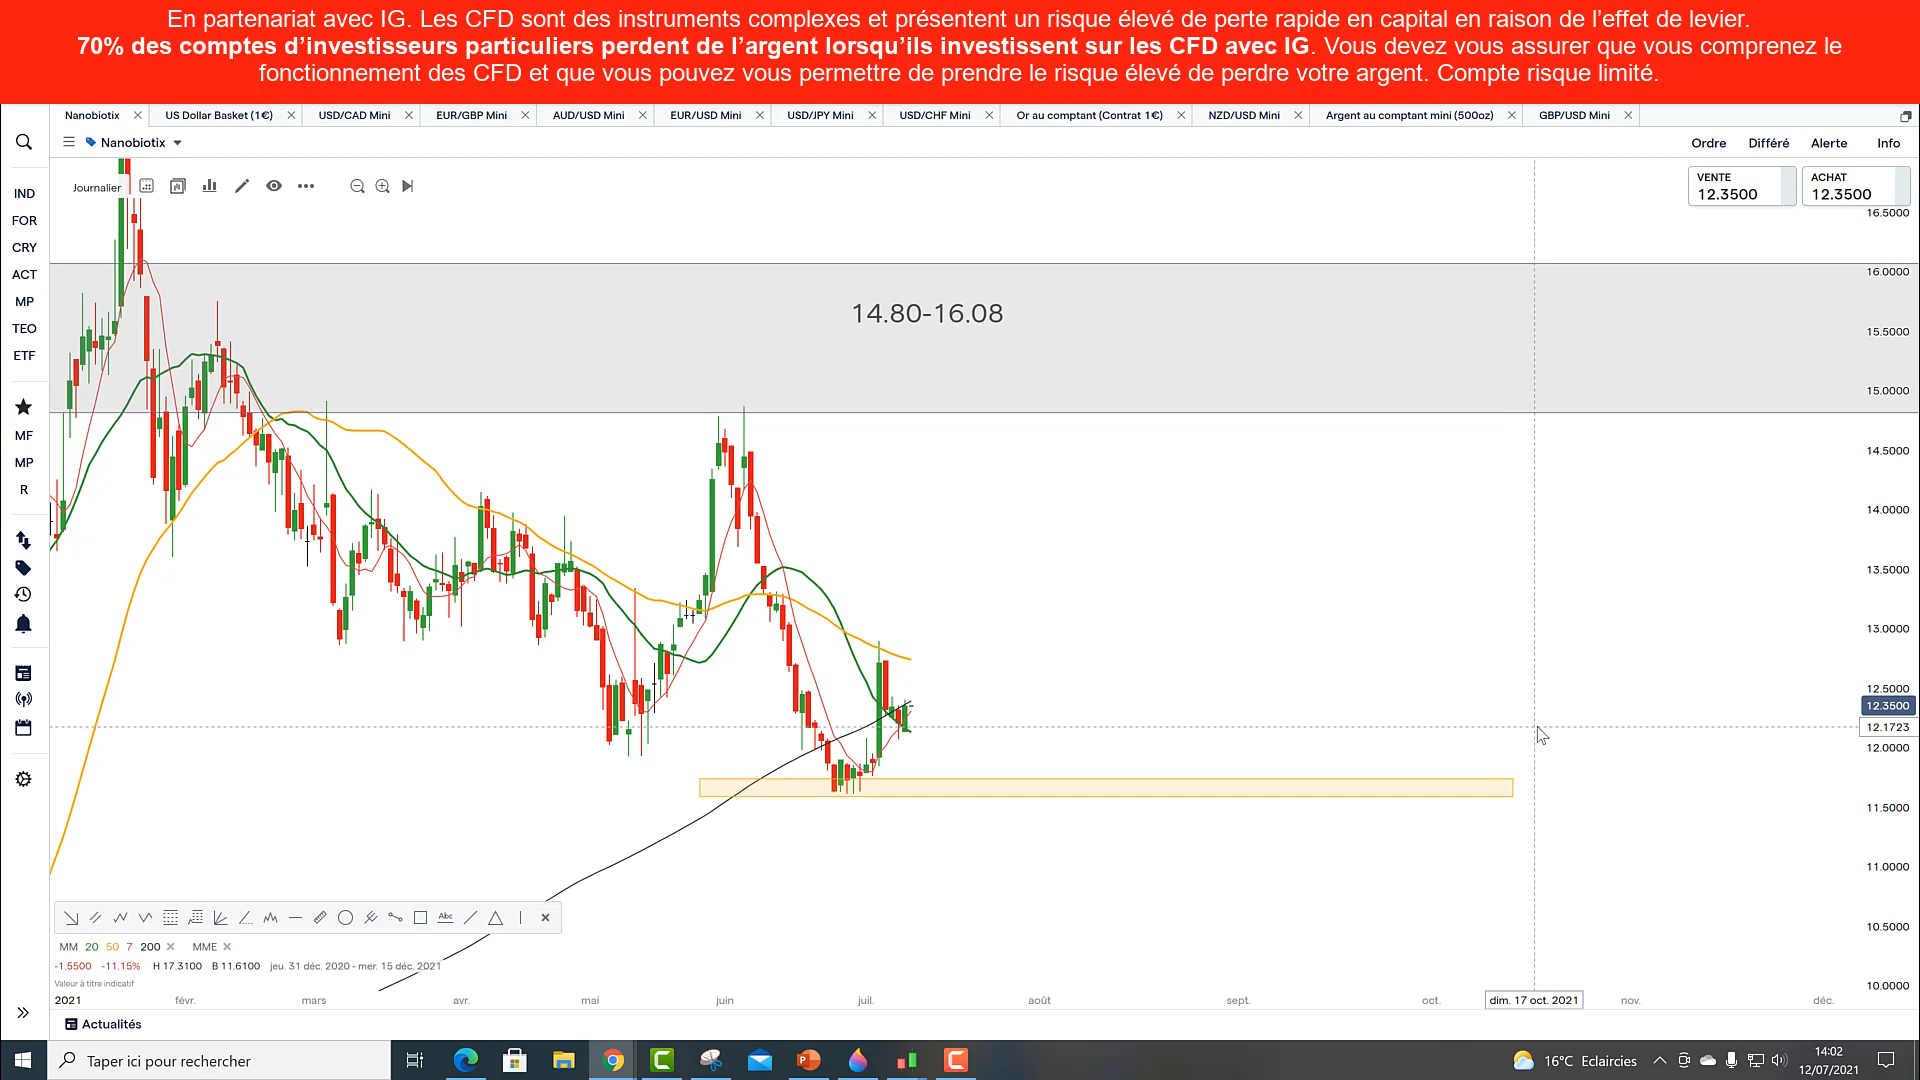 En partenariat avec IG. Les CFD sont des instruments complexes et présentent un risque élevé de perte rapide en capital en raison de l’effet de levier.
70% des comptes d’investisseurs particuliers perdent de l’argent lorsqu’ils investissent sur les CFD avec IG. Vous devez vous assurer que vous comprenez le
fonctionnement des CFD et que vous pouvez vous permettre de prendre le risque élevé de perdre votre argent. Compte risque limité.
Nanobiotix US Dollar Basket (1€) USD/CAD Mini EUR/GBP Mini AUD/USD Mini EUR/USD Mini USD/JPY Mini USD/CHF Mini Or au comptant (Contrat 1€) NZD/USD Mini Argent au comptant mini (500oz) GBP/USD Mini
Nanobiotix Ordre Différé Alerte Info
Journalier
VENTE ACHAT
12.3500 12.3500
IND
FOR
CRY
ACT
MP
TEO
ETF
MF
MP
R
14.80-16.08
16.5000
16.0000
15.5000
15.0000
14.5000
14.0000
13.5000
13.0000
12.5000
12.3500
12.1723
12.0000
11.5000
11.0000
10.5000
10.0000
Abc
MM 20 50 7 200 MME
-1.5500 -11.15% H 17.3100 B 11.6100 jeu. 31 déc. 2020 - mer. 15 déc. 2021
Valeur à titre indicatif
2021 févr. mars avr. mai juin juil. août sept. oct. dim. 17 oct. 2021 nov. déc.
Actualités
Taper ici pour rechercher
16°C Eclaircies
14:02
12/07/2021